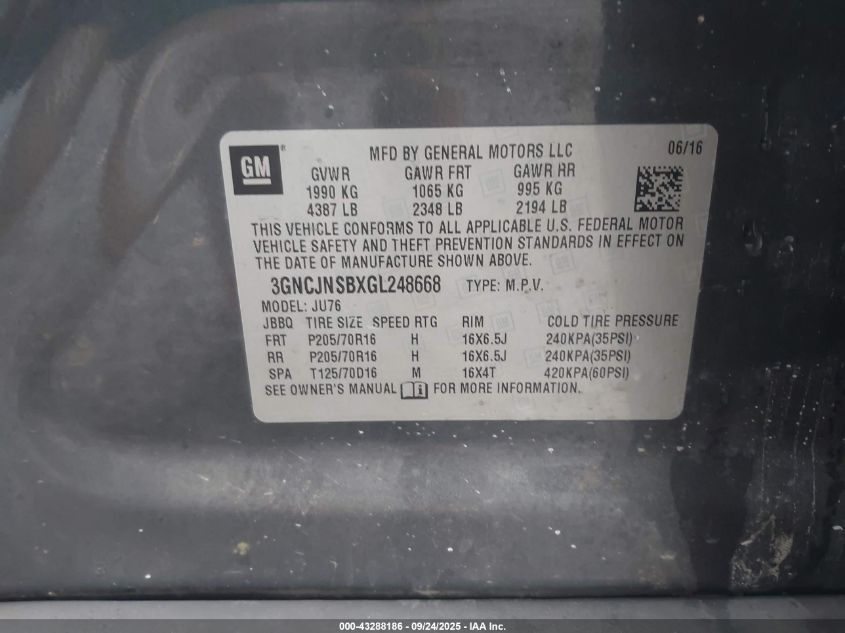 GM ® MFD BY GENERAL MOTORS LLC 06/16
GVWR GAWR FRT GAWR RR
1990 KG 1065 KG 995 KG
4387 LB 2348 LB 2194 LB
THIS VEHICLE CONFORMS TO ALL APPLICABLE U.S. FEDERAL MOTOR
VEHICLE SAFETY AND THEFT PREVENTION STANDARDS IN EFFECT ON
THE DATE OF MANUFACTURE SHOWN ABOVE.
3GNCJNSBXGL248668 TYPE: M.P.V.
MODEL: JU76
JBBQ TIRE SIZE SPEED RTG RIM COLD TIRE PRESSURE
FRT P205/70R16 H 16X6.5J 240KPA(35PSI)
RR P205/70R16 H 16X6.5J 240KPA(35PSI)
SPA T125/70D16 M 16X4T 420KPA(60PSI)
SEE OWNER'S MANUAL FOR MORE INFORMATION.
000-43288186 - 09/24/2025 - IAA Inc.